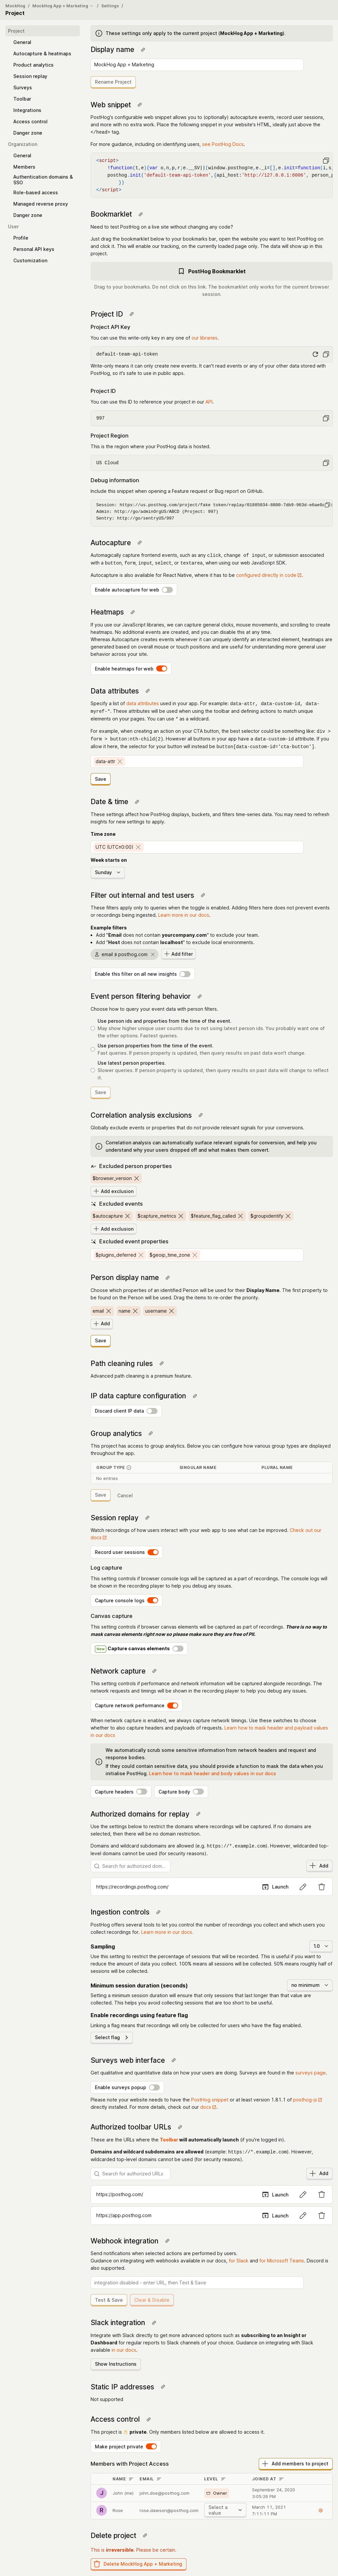 MockHog / MockHog App + Marketing / Settings /
Project
Project
General
Autocapture & heatmaps
Product analytics
Session replay
Surveys
Toolbar
Integrations
Access control
Danger zone
Organization
General
Members
Authentication domains &
SSO
Role-based access
Managed reverse proxy
Danger zone
User
Profile
Personal API keys
Customization
These settings only apply to the current project (MockHog App + Marketing).
Display name
MockHog App + Marketing
Rename Project
Web snippet
PostHog's configurable web snippet allows you to (optionally) autocapture events, record user sessions, and
more with no extra work. Place the following snippet in your website's HTML, ideally just above the
</head> tag.
For more guidance, including on identifying users, see PostHog Docs.
<script>
posthog.init('default-team-api-token',{api_host:'http://127.0.0.1:8000',
})
</script>
Bookmarklet
Need to test PostHog on a live site without changing any code?
Just drag the bookmarklet below to your bookmarks bar, open the website you want to test PostHog on
and click it. This will enable our tracking, on the currently loaded page only. The data will show up in this
project.
PostHog Bookmarklet
Drag to your bookmarks. Do not click on this link. The bookmarklet only works for the current browser
session.
Project ID
Project API Key
You can use this write-only key in any one of our libraries.
default-team-api-token
Write-only means it can only create new events. It can't read events or any of your other data stored with
PostHog, so it's safe to use in public apps.
Project ID
You can use this ID to reference your project in our API.
997
Project Region
This is the region where your PostHog data is hosted.
US Cloud
Debug information
Include this snippet when opening a Feature request or Bug report on GitHub.
Admin: http://go/adminOrgUS/ABCD (Project: 997)
Sentry: http://go/sentryUS/997
Autocapture
Automagically capture frontend events, such as any click, change of input, or submission associated
with a button, form, input, select, or textarea, when using our web JavaScript SDK.
Autocapture is also available for React Native, where it has to be configured directly in code.
Enable autocapture for web
Heatmaps
If you use our JavaScript libraries, we can capture general clicks, mouse movements, and scrolling to create
heatmaps. No additional events are created, and you can disable this at any time.
Whereas Autocapture creates events whenever it can uniquely identify an interacted element, heatmaps are
generated based on overall mouse or touch positions and are useful for understanding more general user
behavior across your site.
Enable heatmaps for web
Data attributes
Specify a list of data attributes used in your app. For example: data-attr, data-custom-id, data-
myref-*. These attributes will be used when using the toolbar and defining actions to match unique
elements on your pages. You can use * as a wildcard.
For example, when creating an action on your CTA button, the best selector could be something like: div >
form > button:nth-child(2). However if all buttons in your app have a data-custom-id attribute. If you
have it here, the selector for your button will instead be button[data-custom-id='cta-button'].
data-attr
Save
Date & time
These settings affect how PostHog displays, buckets, and filters time-series data. You may need to refresh
insights for new settings to apply.
Time zone
UTC (UTC±0:00)
Week starts on
Sunday
Filter out internal and test users
These filters apply only to queries when the toggle is enabled. Adding filters here does not prevent events
or recordings being ingested. Learn more in our docs.
Example filters
Add "Email does not contain yourcompany.com" to exclude your team.
Add "Host does not contain localhost" to exclude local environments.
email ∌ posthog.com
Add filter
Enable this filter on all new insights
Event person filtering behavior
Choose how to query your event data with person filters.
Use person ids and properties from the time of the event.
May show higher unique user counts due to not using latest person ids. You probably want one of
the other options. Fastest queries.
Use person properties from the time of the event.
Fast queries. If person property is updated, then query results on past data won't change.
Use latest person properties.
Slower queries. If person property is updated, then query results on past data will change to reflect
it.
Save
Correlation analysis exclusions
Globally exclude events or properties that do not provide relevant signals for your conversions.
Correlation analysis can automatically surface relevant signals for conversion, and help you
understand why your users dropped off and what makes them convert.
Excluded person properties
$browser_version
Add exclusion
Excluded events
$autocapture $capture_metrics $feature_flag_called $groupidentify
Add exclusion
Excluded event properties
$plugins_deferred $geoip_time_zone
Person display name
Choose which properties of an identified Person will be used for their Display Name. The first property to
be found on the Person will be used. Drag the items to re-order the priority.
email name username
Add
Save
Path cleaning rules
Advanced path cleaning is a premium feature.
IP data capture configuration
Discard client IP data
Group analytics
This project has access to group analytics. Below you can configure how various group types are displayed
throughout the app.
GROUP TYPE SINGULAR NAME PLURAL NAME
No entries
Save Cancel
Session replay
Watch recordings of how users interact with your web app to see what can be improved. Check out our
docs
Record user sessions
Log capture
This setting controls if browser console logs will be captured as a part of recordings. The console logs will
be shown in the recording player to help you debug any issues.
Capture console logs
Canvas capture
This setting controls if browser canvas elements will be captured as part of recordings. There is no way to
mask canvas elements right now so please make sure they are free of PII.
New Capture canvas elements
Network capture
This setting controls if performance and network information will be captured alongside recordings. The
network requests and timings will be shown in the recording player to help you debug any issues.
Capture network performance
When network capture is enabled, we always capture network timings. Use these switches to choose
whether to also capture headers and payloads of requests. Learn how to mask header and payload values
in our docs
We automatically scrub some sensitive information from network headers and request and
response bodies.
If they could contain sensitive data, you should provide a function to mask the data when you
initialise PostHog. Learn how to mask header and body values in our docs
Capture headers Capture body
Authorized domains for replay
Use the settings below to restrict the domains where recordings will be captured. If no domains are
selected, then there will be no domain restriction.
Domains and wildcard subdomains are allowed (e.g. https://*.example.com). However, wildcarded top-
level domains cannot be used (for security reasons).
Search for authorized dom...
Add
https://recordings.posthog.com/
Launch
Ingestion controls
PostHog offers several tools to let you control the number of recordings you collect and which users you
collect recordings for. Learn more in our docs.
Sampling
Use this setting to restrict the percentage of sessions that will be recorded. This is useful if you want to
reduce the amount of data you collect. 100% means all sessions will be collected. 50% means roughly half of
sessions will be collected.
Minimum session duration (seconds)
no minimum
Setting a minimum session duration will mean that only sessions that last longer than that value are
collected. This helps you avoid collecting sessions that are too short to be useful.
Enable recordings using feature flag
Linking a flag means that recordings will only be collected for users who have the flag enabled.
Select flag
Surveys web interface
Get qualitative and quantitative data on how your users are doing. Surveys are found in the surveys page.
Enable surveys popup
Please note your website needs to have the PostHog snippet or at least version 1.81.1 of posthog-js
directly installed. For more details, check out our docs.
Authorized toolbar URLs
These are the URLs where the Toolbar will automatically launch (if you're logged in).
Domains and wildcard subdomains are allowed (example: https://*.example.com). However,
wildcarded top-level domains cannot be used (for security reasons).
Search for authorized URLs
Add
https://posthog.com/
Launch
https://app.posthog.com
Launch
Webhook integration
Send notifications when selected actions are performed by users.
Guidance on integrating with webhooks available in our docs, for Slack and for Microsoft Teams. Discord is
also supported.
integration disabled - enter URL, then Test & Save
Test & Save Clear & Disable
Slack integration
Integrate with Slack directly to get more advanced options such as subscribing to an Insight or
Dashboard for regular reports to Slack channels of your choice. Guidance on integrating with Slack
available in our docs.
Show Instructions
Static IP addresses
Not supported
Access control
This project is private. Only members listed below are allowed to access it.
Make project private
Members with Project Access
Add members to project
NAME EMAIL LEVEL JOINED AT
J John (me) john.doe@posthog.com Owner September 24, 2020
3:05:26 PM
R Rose rose.dawson@posthog.com Select a
value March 11, 2021
7:11:11 PM
Delete project
This is irreversible. Please be certain.
Delete MockHog App + Marketing